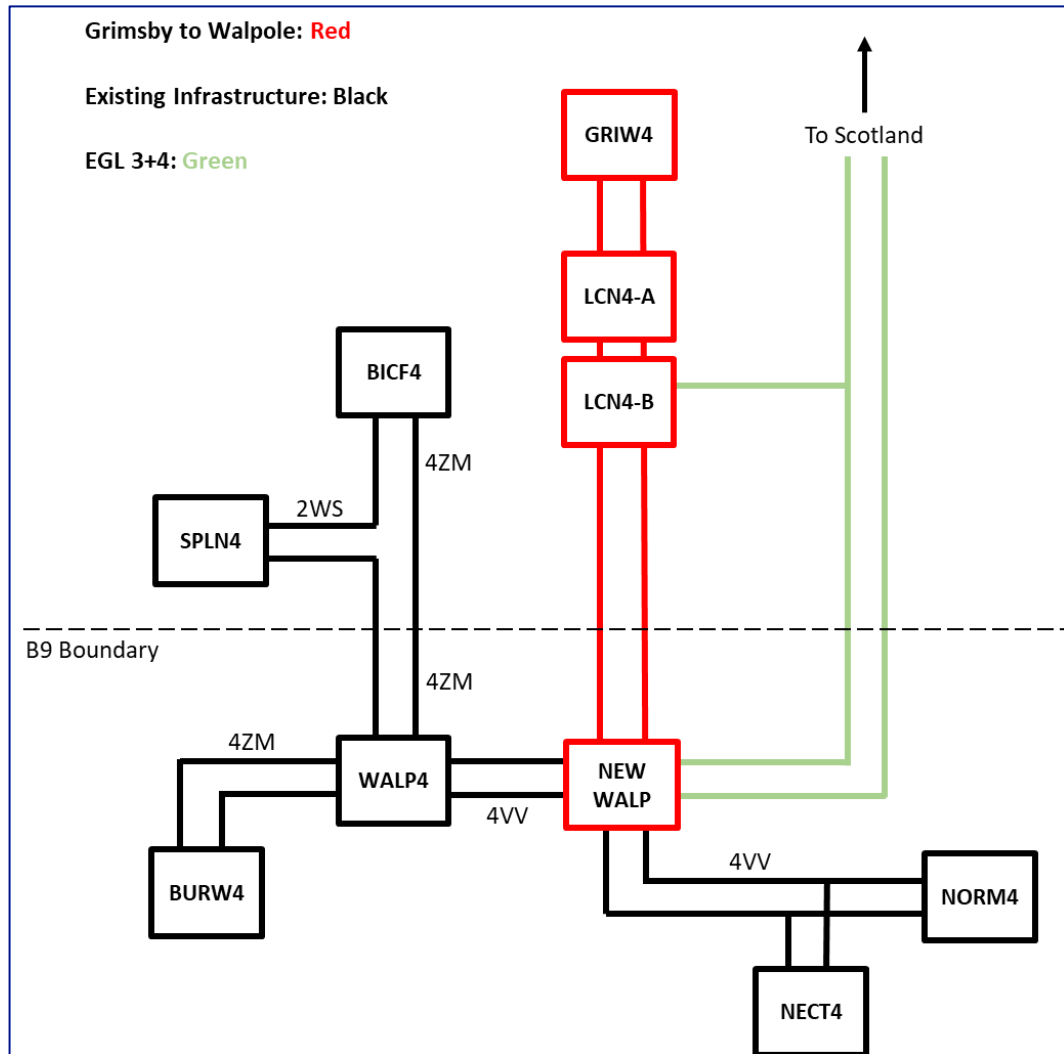 Grimsby to Walpole: Red
Existing Infrastructure: Black
EGL 3+4: Green
To Scotland
GRIW4
LCN4-A
LCN4-B
BICF4
4ZM
2WS
SPLN4
B9 Boundary
4ZM
4ZM
WALP4
4VV
NEW
WALP
BURW4
4VV
NORM4
NECT4